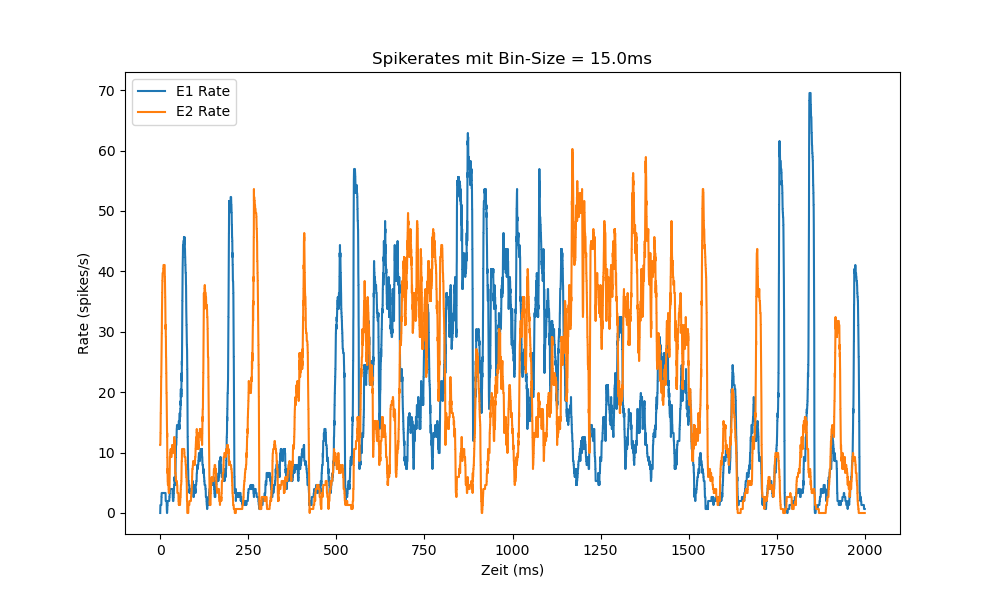 Spikerates mit Bin-Size = 15.0ms
E1 Rate
E2 Rate
70
60
50
40
30
20
10
0
Rate (spikes/s)
0 250 500 750 1000 1250 1500 1750 2000
Zeit (ms)